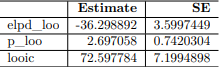 Estimate SE
elpd_loo -36.298892 3.5997449
p_loo 2.697058 0.7420304
looic 72.597784 7.1994898